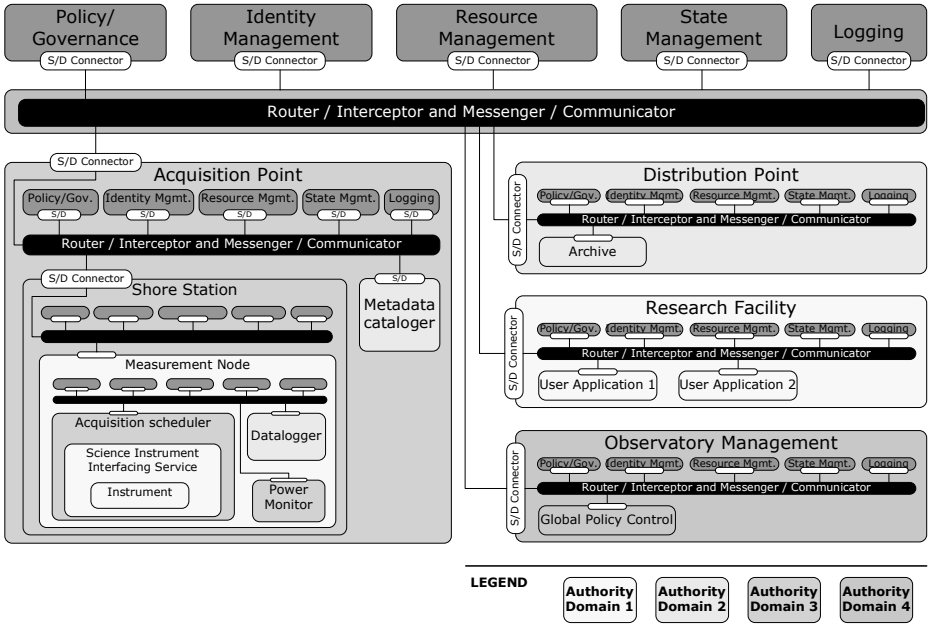 Policy/
Governance
Identity
Management
Resource
Management
State
Management
Logging
S/D Connector
S/D Connector
S/D Connector
S/D Connector
S/D Connector
Router / Interceptor and Messenger / Communicator
S/D Connector
Acquisition Point
Policy/Gov.
Identity Mgmt.
Resource Mgmt.
State Mgmt.
Logging
S/D
S/D
S/D
S/D
S/D
Router / Interceptor and Messenger / Communicator
S/D Connector
S/D
Metadata
cataloger
Shore Station
Measurement Node
Acquisition scheduler
Science Instrument
Interfacing Service
Instrument
Datalogger
Power
Monitor
S/D Connector
Distribution Point
Policy/Gov.
Identity Mgmt.
Resource Mgmt.
State Mgmt.
Logging
Router / Interceptor and Messenger / Communicator
Archive
S/D Connector
Research Facility
Policy/Gov.
Identity Mgmt.
Resource Mgmt.
State Mgmt.
Logging
Router / Interceptor and Messenger / Communicator
User Application 1
User Application 2
S/D Connector
Observatory Management
Policy/Gov.
Identity Mgmt.
Resource Mgmt.
State Mgmt.
Logging
Router / Interceptor and Messenger / Communicator
Global Policy Control
LEGEND
Authority
Domain 1
Authority
Domain 2
Authority
Domain 3
Authority
Domain 4